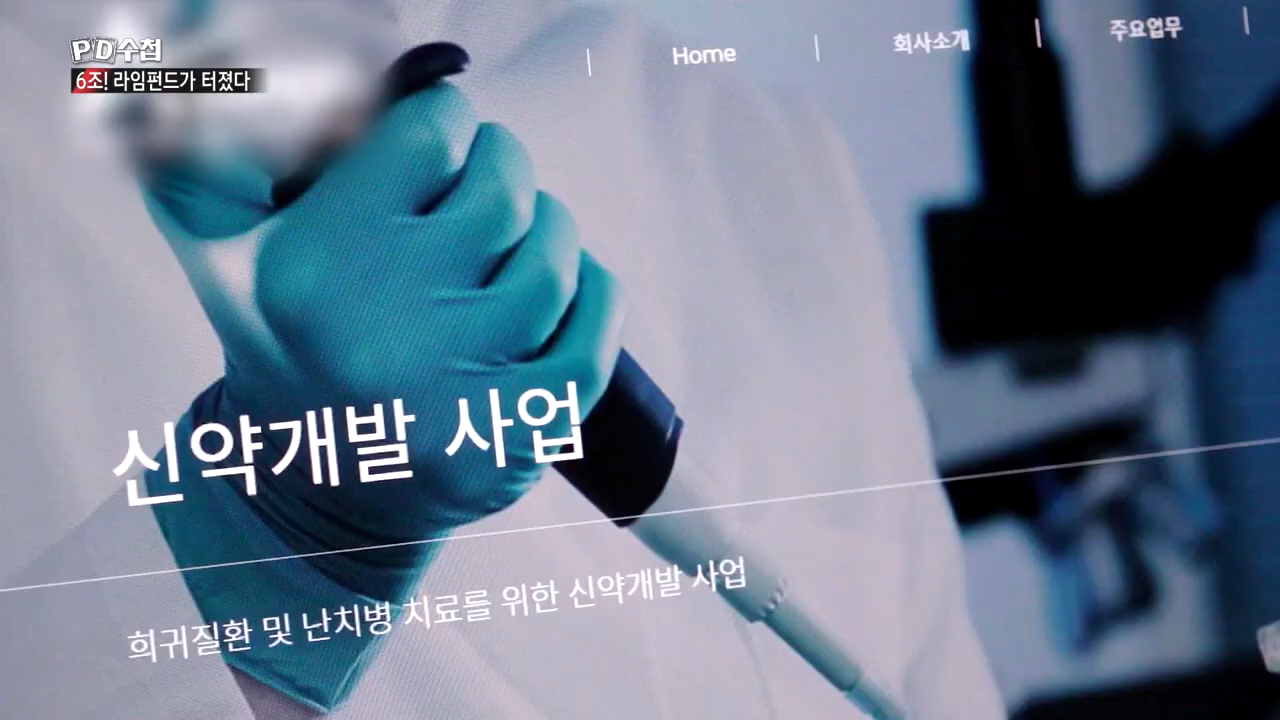 PD수첩
6조! 라임펀드가 터졌다
Home
회사소개
주요업무
신약개발 사업
희귀질환 및 난치병 치료를 위한 신약개발 사업